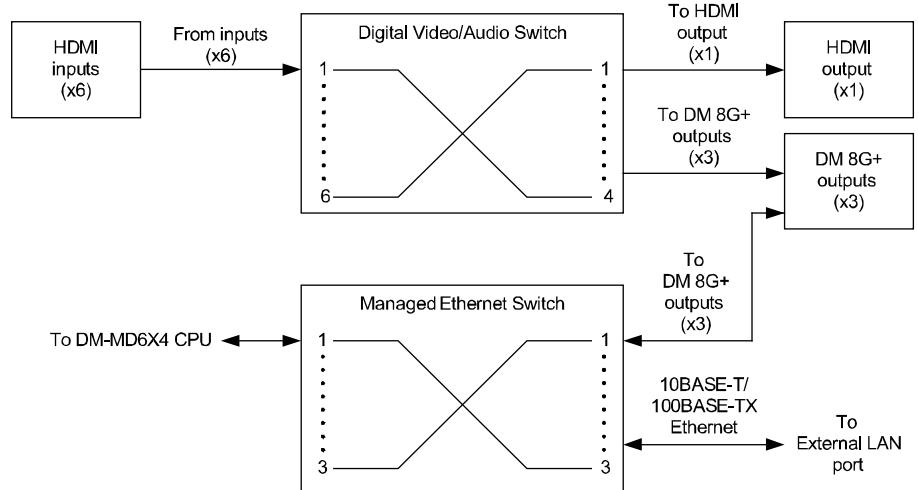 HDMI
inputs
(x6)
From inputs
(x6)
Digital Video/Audio Switch
1
6
1
4
To HDMI
output
(x1)
HDMI
output
(x1)
To DM 8G+
outputs
(x3)
DM 8G+
outputs
(x3)
To
DM 8G+
outputs
(x3)
Managed Ethernet Switch
To DM-MD6X4 CPU
1
3
1
3
10BASE-T/
100BASE-TX
Ethernet
To
External LAN
port